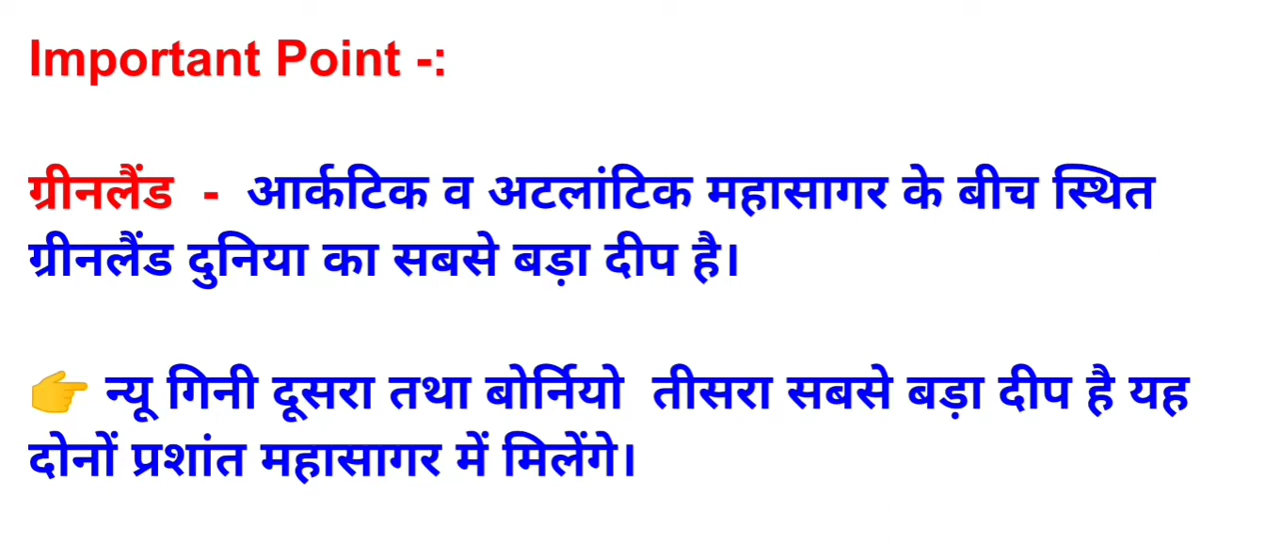 Important Point -:
ग्रीनलैंड - आर्कटिक व अटलांटिक महासागर के बीच स्थित
ग्रीनलैंड दुनिया का सबसे बड़ा दीप है।
👉 न्यू गिनी दूसरा तथा बोर्नियो तीसरा सबसे बड़ा दीप है यह
दोनों प्रशांत महासागर में मिलेंगे।